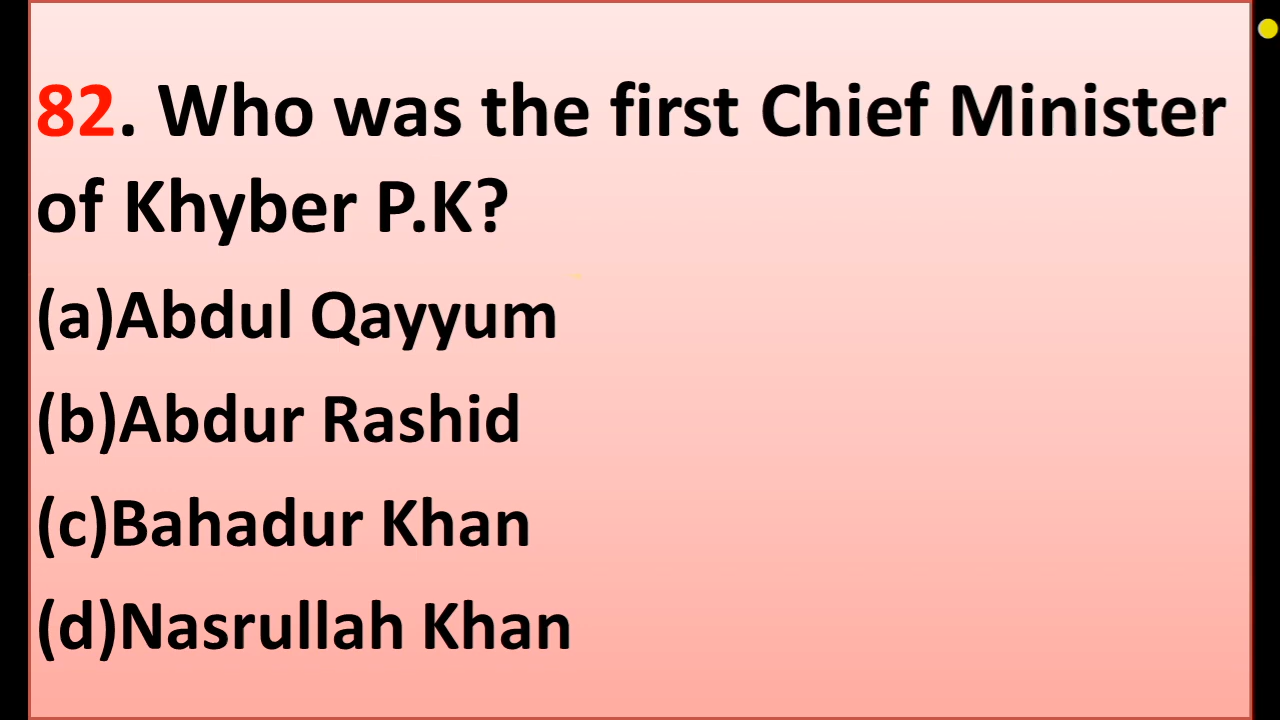 82. Who was the first Chief Minister
of Khyber P.K?
(a)Abdul Qayyum
(b)Abdur Rashid
(c)Bahadur Khan
(d)Nasrullah Khan